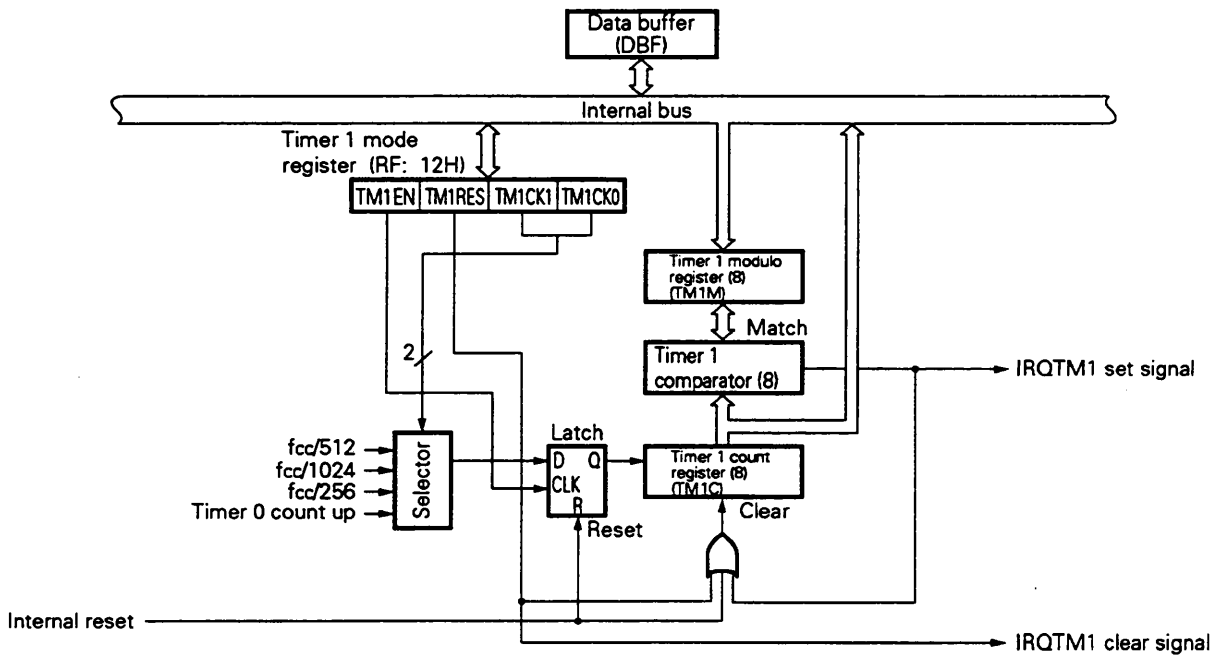 Data buffer
(DBF)
Internal bus
Timer 1 mode
register (RF: 12H)
TM1EN TM1RES TM1CK1 TM1CK0
Timer 1 modulo
register (8)
(TM1M)
Match
2
Timer 1
comparator (8)
IRQTM1 set signal
Latch
fcc/512
fcc/1024
fcc/256
Timer 0 count up
Selector
D Q
CLK
R
Reset
Timer 1 count
register (8)
(TM1C)
Clear
Internal reset
IRQTM1 clear signal